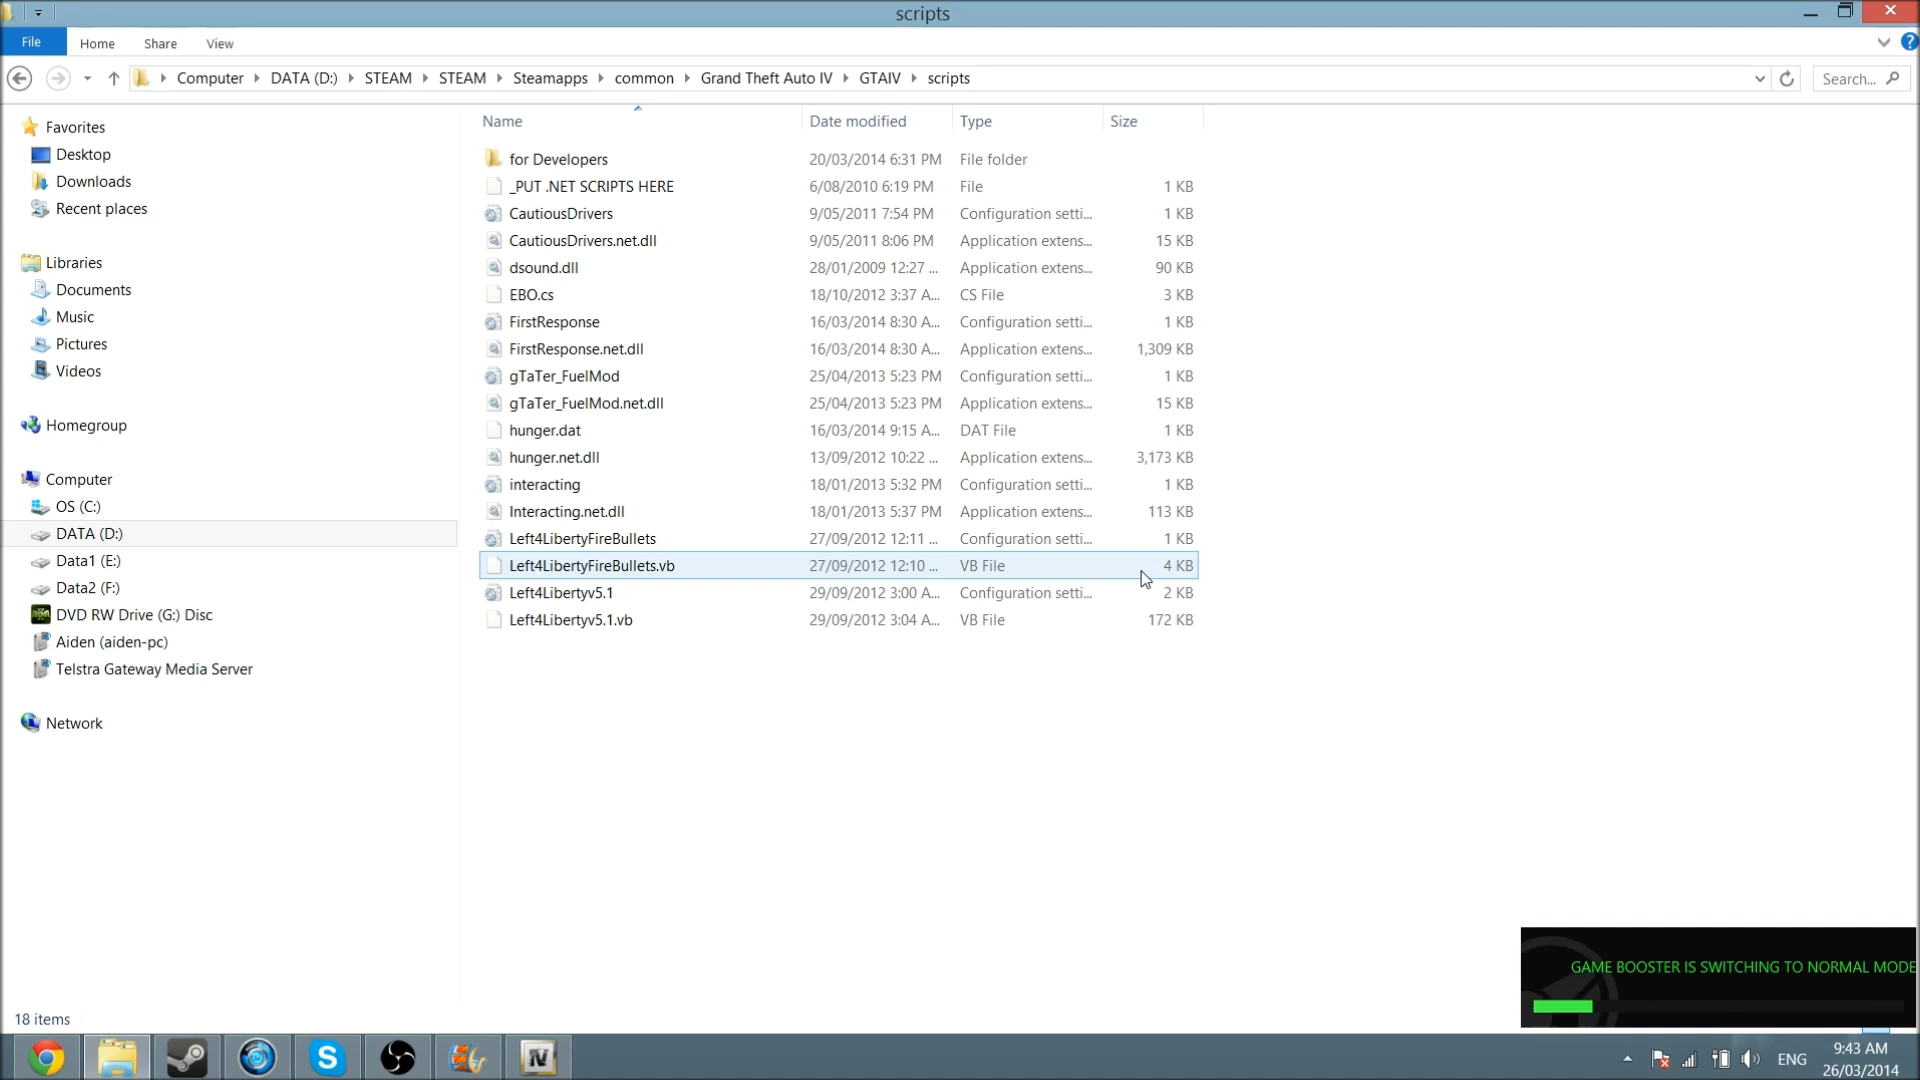 scripts
File Home Share View
Computer DATA (D:) STEAM STEAM Steamapps common Grand Theft Auto IV GTAIV scripts Search...
Name Date modified Type Size
Favorites
Desktop
Downloads
Recent places
Libraries
Documents
Music
Pictures
Videos
Homegroup
Computer
OS (C:)
DATA (D:)
Data1 (E:)
Data2 (F:)
DVD RW Drive (G:) Disc
Aiden (aiden-pc)
Telstra Gateway Media Server
Network
for Developers 20/03/2014 6:31 PM File folder
_PUT .NET SCRIPTS HERE 6/08/2010 6:19 PM File 1 KB
CautiousDrivers 9/05/2011 7:54 PM Configuration setti... 1 KB
CautiousDrivers.net.dll 9/05/2011 8:06 PM Application extens... 15 KB
dsound.dll 28/01/2009 12:27 ... Application extens... 90 KB
EBO.cs 18/10/2012 3:37 A... CS File 3 KB
FirstResponse 16/03/2014 8:30 A... Configuration setti... 1 KB
FirstResponse.net.dll 16/03/2014 8:30 A... Application extens... 1,309 KB
gTaTer_FuelMod 25/04/2013 5:23 PM Configuration setti... 1 KB
gTaTer_FuelMod.net.dll 25/04/2013 5:23 PM Application extens... 15 KB
hunger.dat 16/03/2014 9:15 A... DAT File 1 KB
hunger.net.dll 13/09/2012 10:22 ... Application extens... 3,173 KB
interacting 18/01/2013 5:32 PM Configuration setti... 1 KB
Interacting.net.dll 18/01/2013 5:37 PM Application extens... 113 KB
Left4LibertyFireBullets 27/09/2012 12:11 ... Configuration setti... 1 KB
Left4LibertyFireBullets.vb 27/09/2012 12:10 ... VB File 4 KB
Left4Libertyv5.1 29/09/2012 3:00 A... Configuration setti... 2 KB
Left4Libertyv5.1.vb 29/09/2012 3:04 A... VB File 172 KB
GAME BOOSTER IS SWITCHING TO NORMAL MODE
18 items
IV
ENG
9:43 AM
26/03/2014